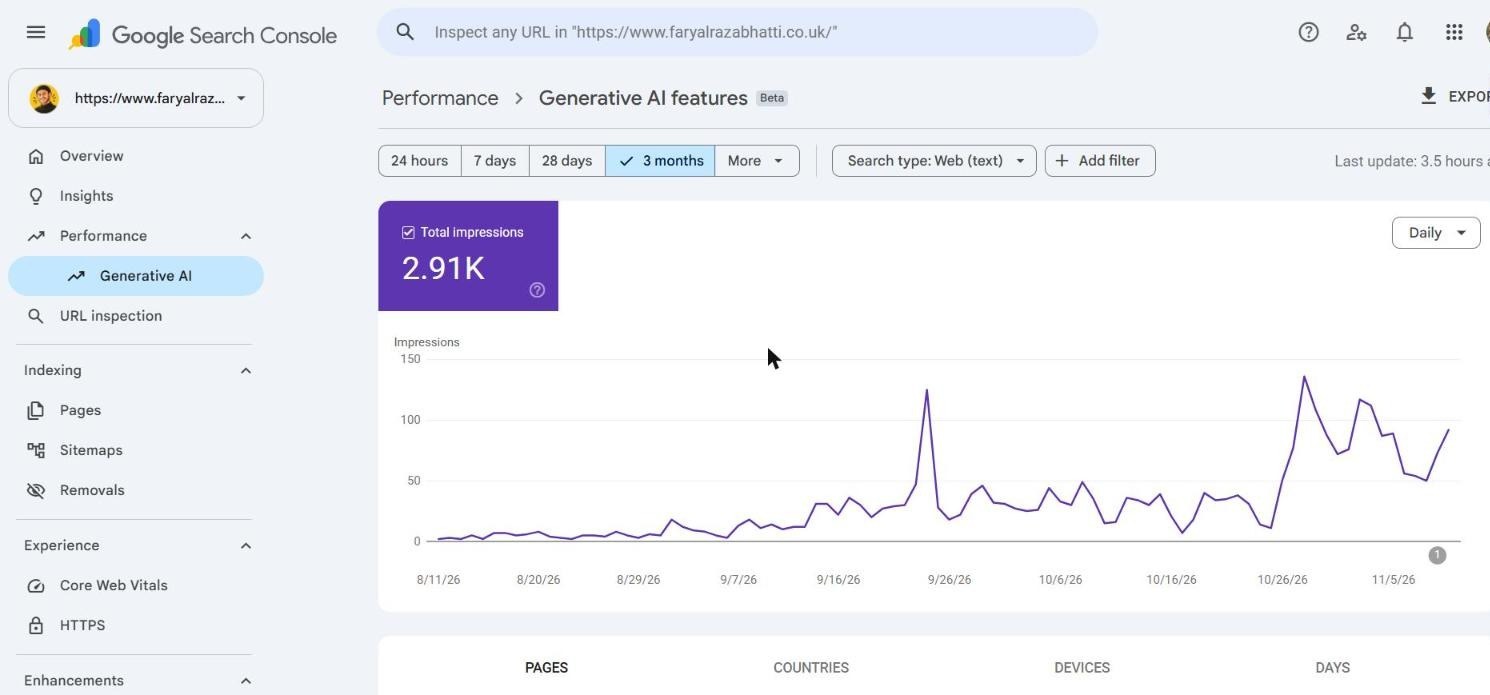 Google Search Console
Inspect any URL in "https://www.faryalrazabhatti.co.uk/"
https://www.faryalraz...
Overview
Insights
Performance
Generative AI
URL inspection
Indexing
Pages
Sitemaps
Removals
Experience
Core Web Vitals
HTTPS
Enhancements
Performance > Generative AI features Beta
EXPOR
24 hours 7 days 28 days 3 months More Search type: Web (text) + Add filter
Last update: 3.5 hours a
Total impressions
2.91K
Daily
Impressions
150
100
50
0
1
8/11/26 8/20/26 8/29/26 9/7/26 9/16/26 9/26/26 10/6/26 10/16/26 10/26/26 11/5/26
PAGES COUNTRIES DEVICES DAYS